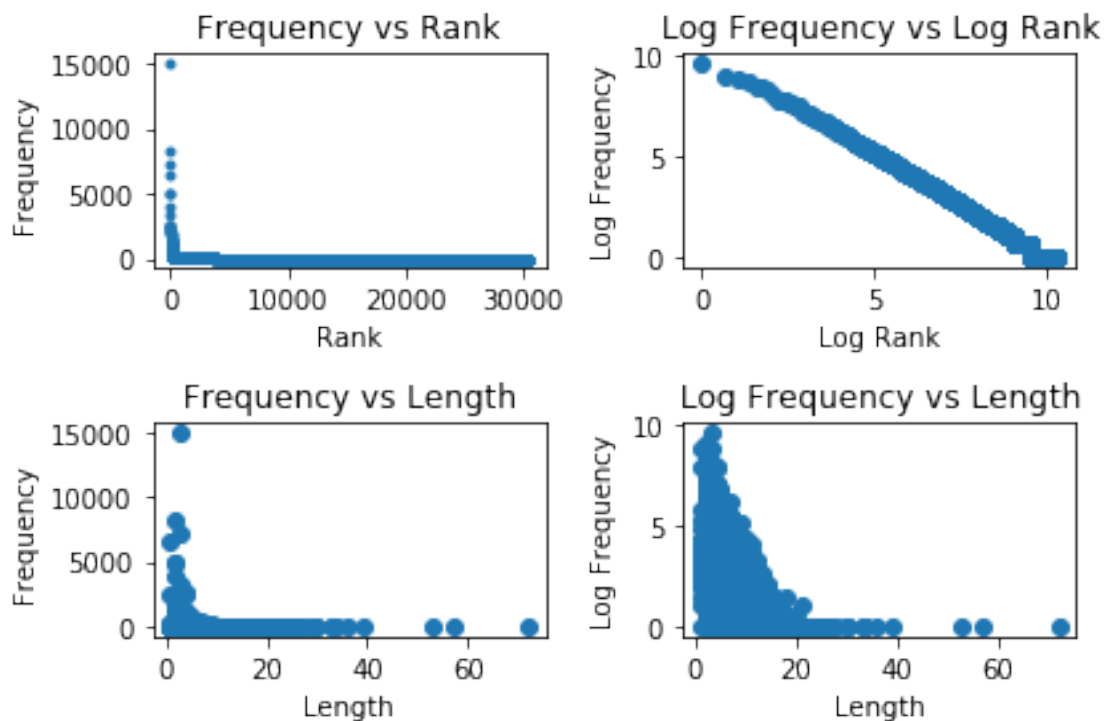 Frequency vs Rank
15000
10000
5000
0
Frequency
0 10000 20000 30000
Rank
Log Frequency vs Log Rank
10
5
0
Log Frequency
0 5 10
Log Rank
Frequency vs Length
15000
10000
5000
0
Frequency
0 20 40 60
Length
Log Frequency vs Length
10
5
0
Log Frequency
0 20 40 60
Length